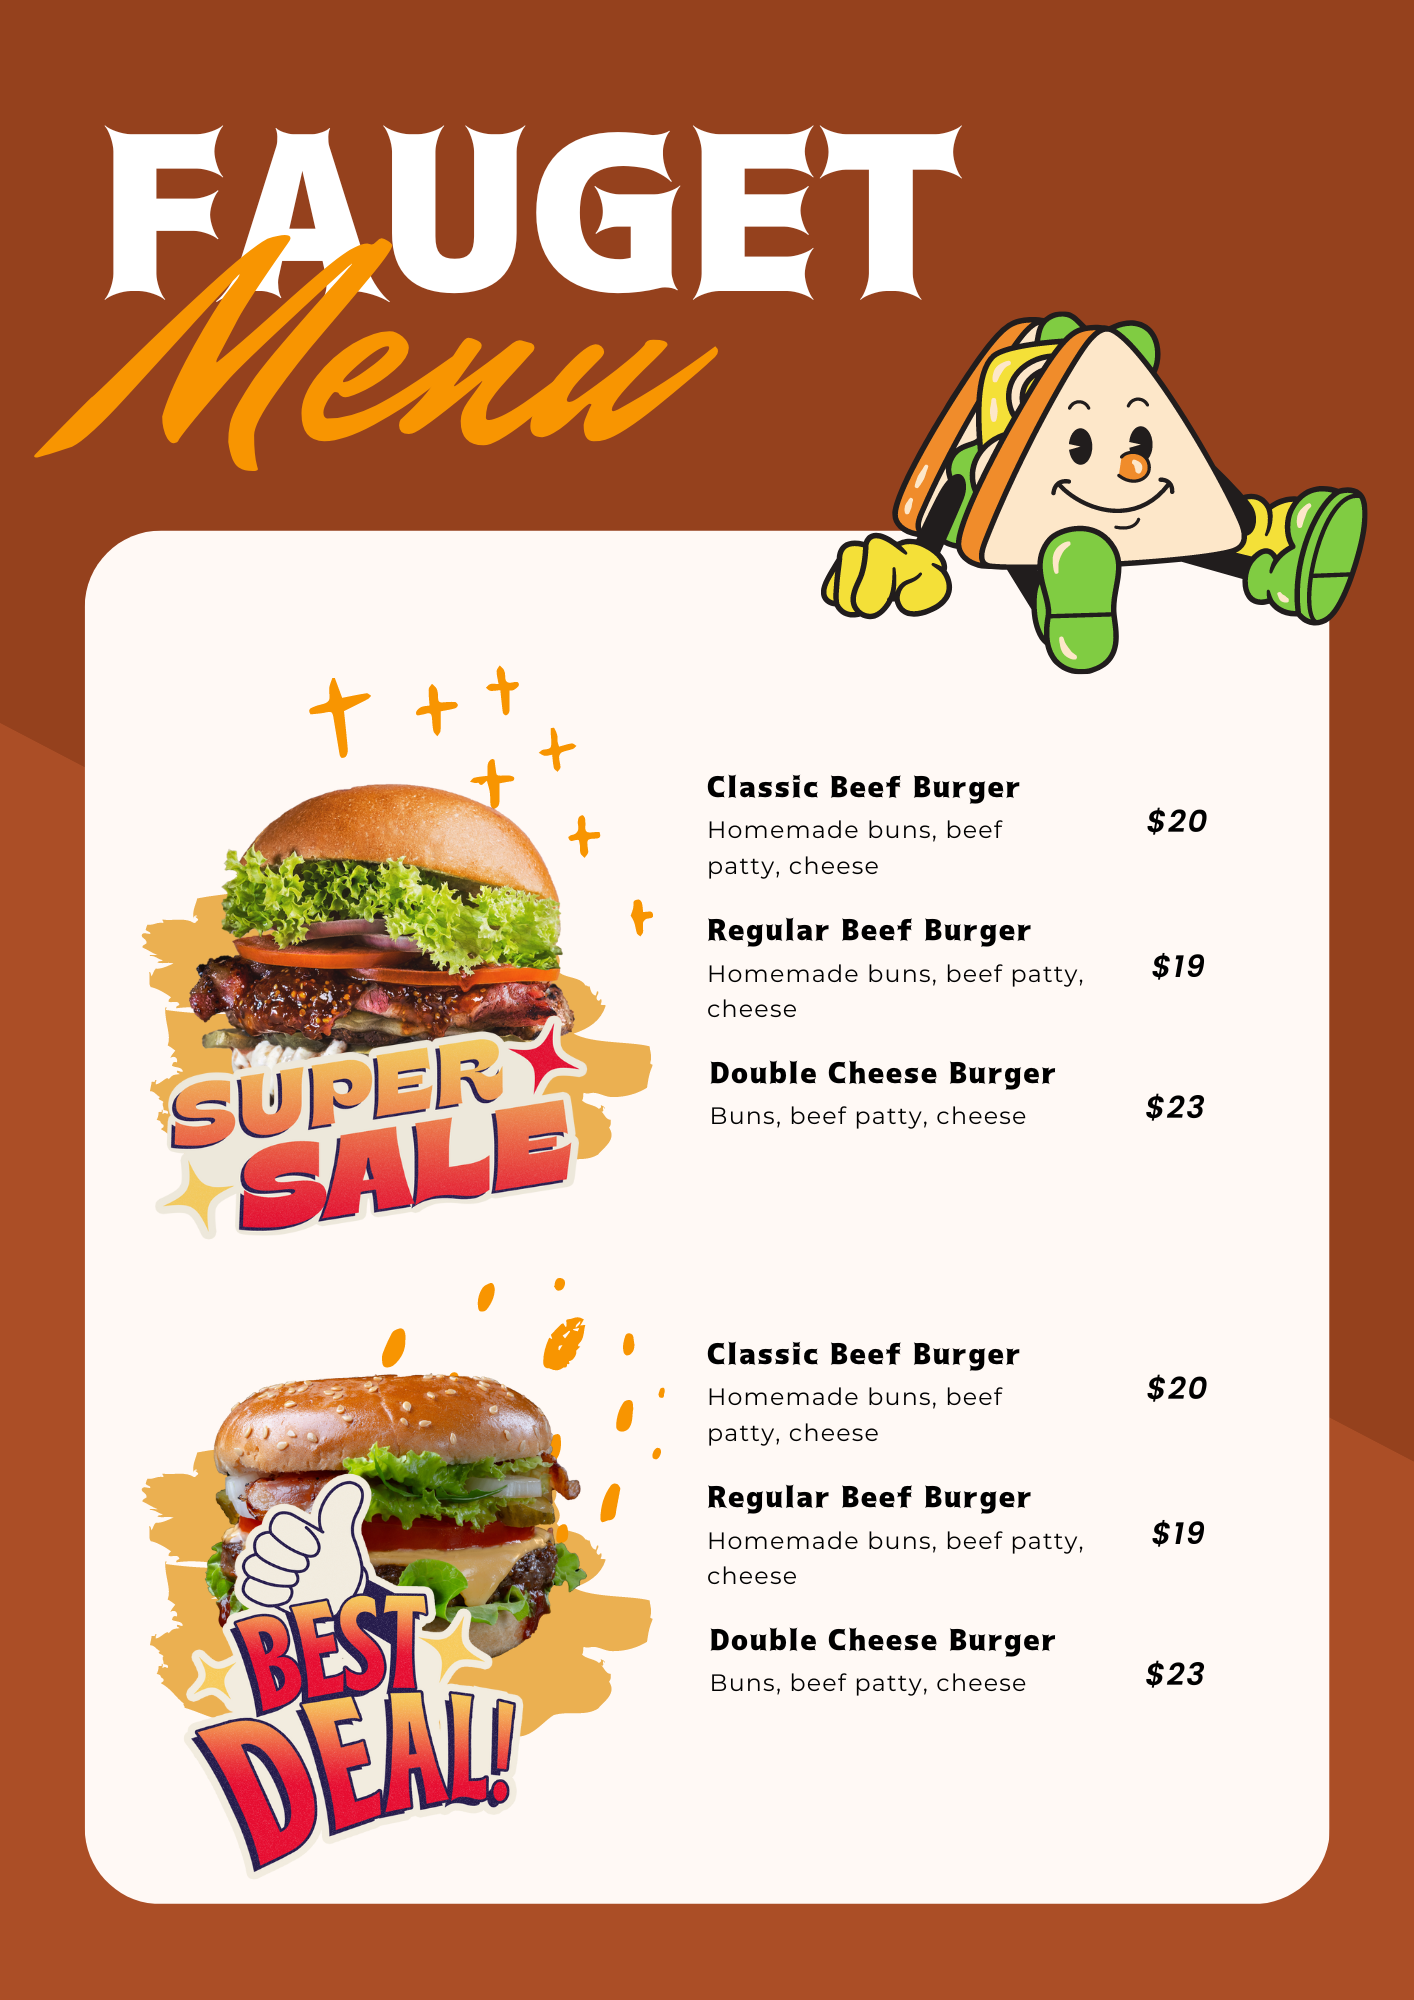 FAUGET
Menu
Classic Beef Burger
Homemade buns, beef
patty, cheese
$20
Regular Beef Burger
Homemade buns, beef patty,
cheese
$19
Double Cheese Burger
Buns, beef patty, cheese
$23
SUPER
SALE
Classic Beef Burger
Homemade buns, beef
patty, cheese
$20
Regular Beef Burger
Homemade buns, beef patty,
cheese
$19
Double Cheese Burger
Buns, beef patty, cheese
$23
BEST
DEAL!